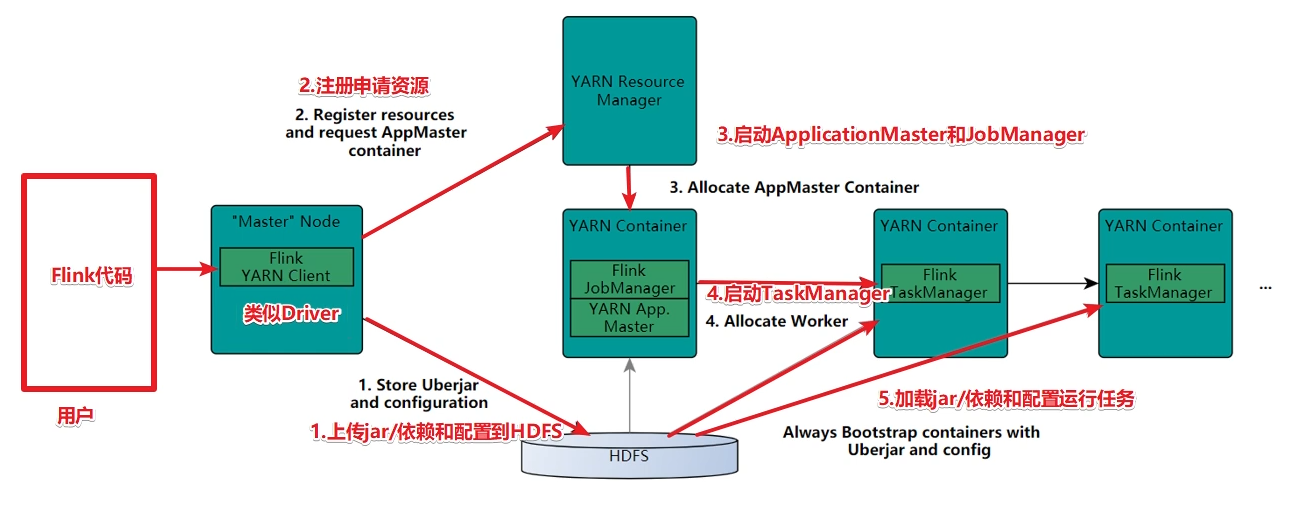 YARN Resource
Manager
2.注册申请资源
2. Register resources
and request AppMaster
container
3.启动ApplicationMaster和JobManager
3. Allocate AppMaster Container
Flink代码
用户
"Master" Node
Flink
YARN Client
类似Driver
YARN Container
Flink
JobManager
YARN App.
Master
4.启动TaskManager
4. Allocate Worker
YARN Container
Flink
TaskManager
YARN Container
Flink
TaskManager
...
1. Store Uberjar
and configuration
1.上传jar/依赖和配置到HDFS
HDFS
5.加载jar/依赖和配置运行任务
Always Bootstrap containers with
Uberjar and config